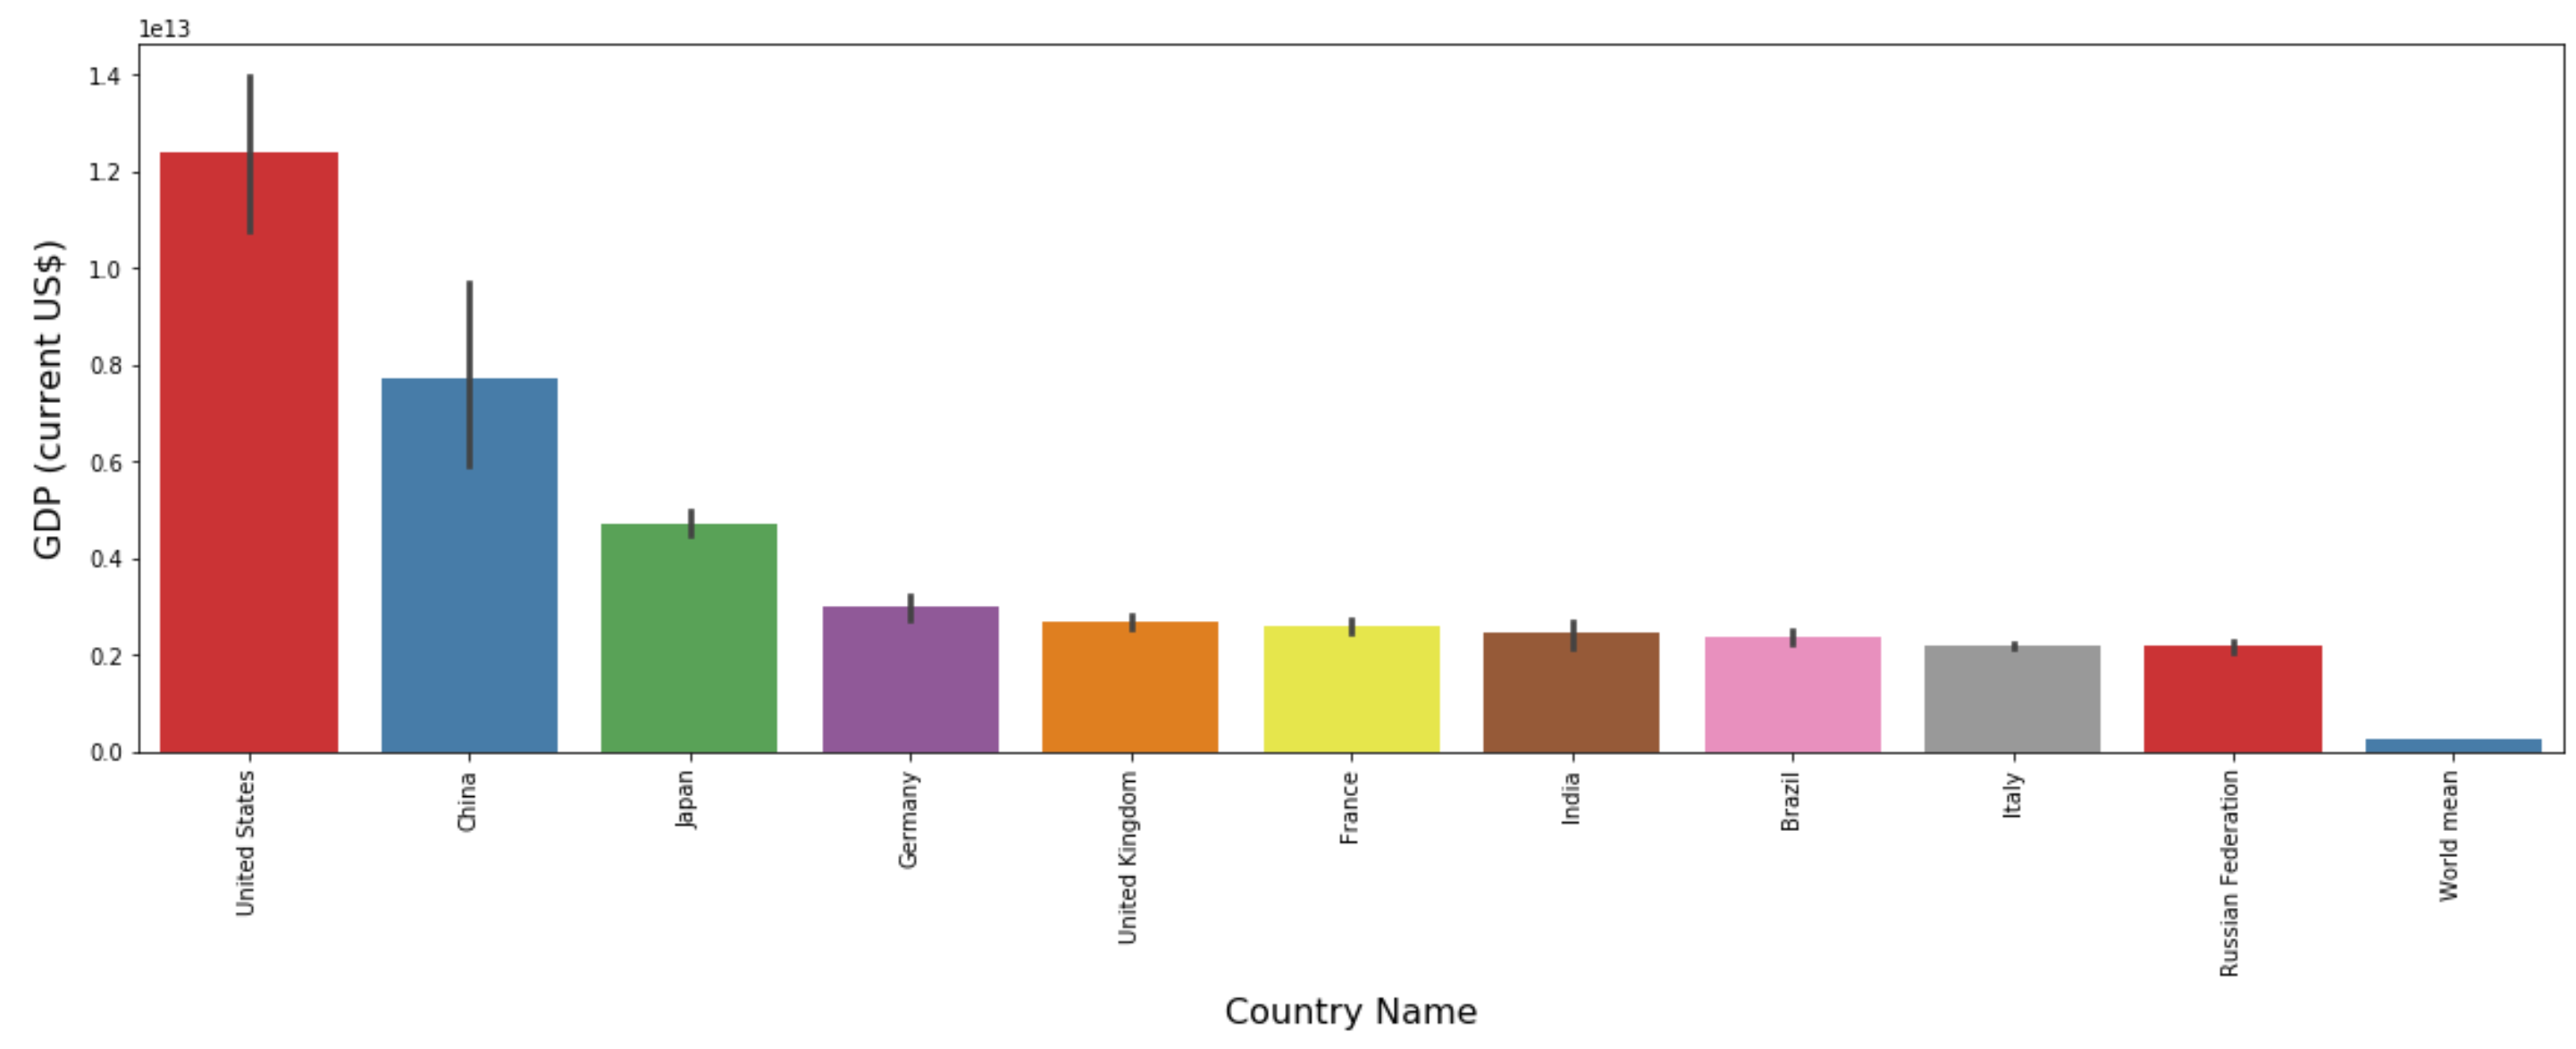 1e13
1.4
1.2
1.0
0.8
0.6
0.4
0.2
0.0
GDP (current US$)
United States
China
Japan
Germany
United Kingdom
France
India
Brazil
Italy
Russian Federation
World mean
Country Name